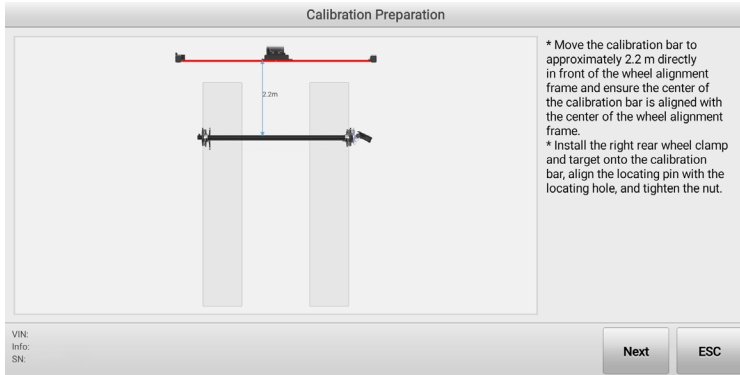 Calibration Preparation
2.2m
* Move the calibration bar to
approximately 2.2 m directly
in front of the wheel alignment
frame and ensure the center of
the calibration bar is aligned with
the center of the wheel alignment
frame.
* Install the right rear wheel clamp
and target onto the calibration
bar, align the locating pin with the
locating hole, and tighten the nut.
VIN:
Info:
SN:
Next
ESC